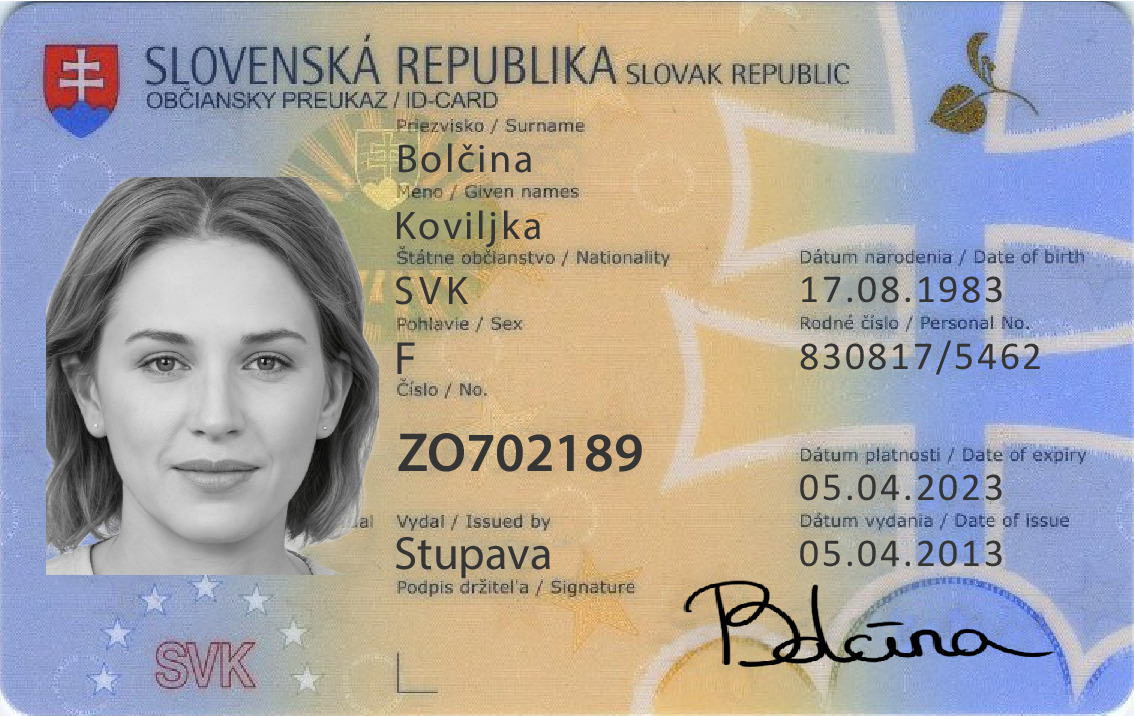 SLOVENSKÁ REPUBLIKA SLOVAK REPUBLIC
OBČIANSKY PREUKAZ / ID-CARD
Priezvisko / Surname
Bolčina
Meno / Given names
Koviljka
Štátne občianstvo / Nationality
SVK
Pohlavie / Sex
F
Číslo / No.
ZO702189
Dátum narodenia / Date of birth
17.08.1983
Rodné číslo / Personal No.
830817/5462
Dátum platnosti / Date of expiry
05.04.2023
Dátum vydania / Date of issue
05.04.2013
Vydal / Issued by
Stupava
Podpis držiteľa / Signature
Bolčina
SVK